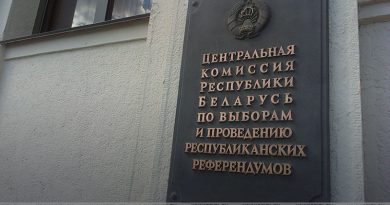 ЦЕНТРАЛЬНАЯ
КОМИССИЯ
РЕСПУБЛИКИ
БЕЛАРУСЬ
ПО ВЫБОРАМ
И ПРОВЕДЕНИЮ
РЕСПУБЛИКАНСКИХ
РЕФЕРЕНДУМОВ